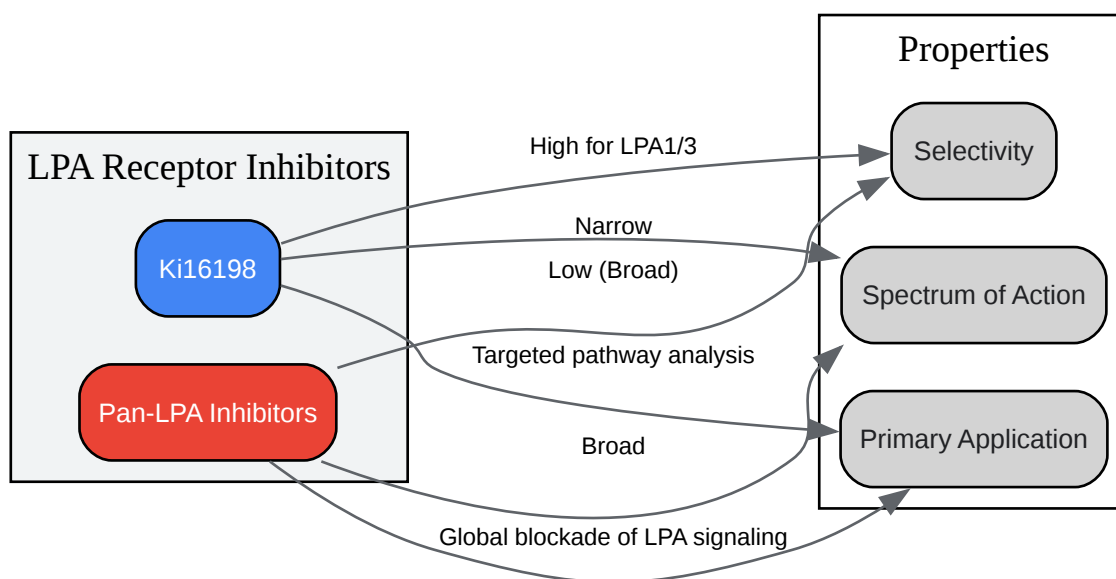 LPA Receptor Inhibitors
Ki16198
Pan-LPA Inhibitors
High for LPA1/3
Narrow
Low (Broad)
Targeted pathway analysis
Broad
Global blockade of LPA signaling
Properties
Selectivity
Spectrum of Action
Primary Application